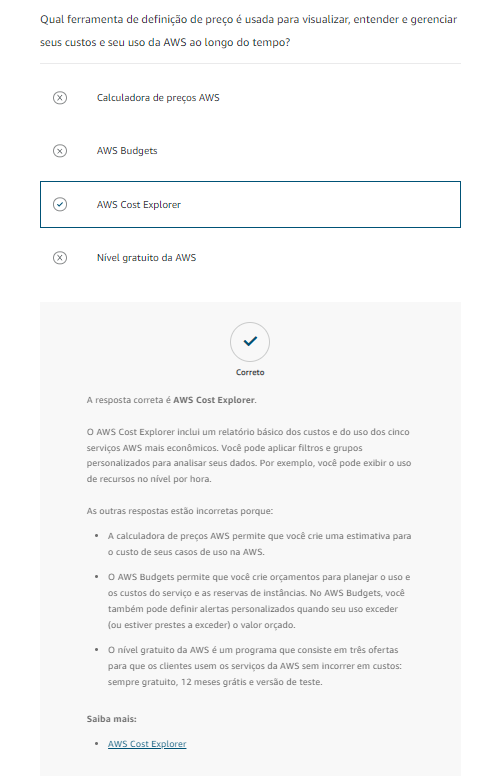 Qual ferramenta de definição de preço é usada para visualizar, entender e gerenciar
seus custos e seu uso da AWS ao longo do tempo?
Calculadora de preços AWS
AWS Budgets
AWS Cost Explorer
Nível gratuito da AWS
Correto
A resposta correta é AWS Cost Explorer.
O AWS Cost Explorer inclui um relatório básico dos custos e do uso dos cinco
serviços AWS mais econômicos. Você pode aplicar filtros e grupos
personalizados para analisar seus dados. Por exemplo, você pode exibir o uso
de recursos no nível por hora.
As outras respostas estão incorretas porque:
• A calculadora de preços AWS permite que você crie uma estimativa para
o custo de seus casos de uso na AWS.
• O AWS Budgets permite que você crie orçamentos para planejar o uso e
os custos do serviço e as reservas de instâncias. No AWS Budgets, você
também pode definir alertas personalizados quando seu uso exceder
(ou estiver prestes a exceder) o valor orçado.
• O nível gratuito da AWS é um programa que consiste em três ofertas
para que os clientes usem os serviços da AWS sem incorrer em custos:
sempre gratuito, 12 meses grátis e versão de teste.
Saiba mais:
• AWS Cost Explorer